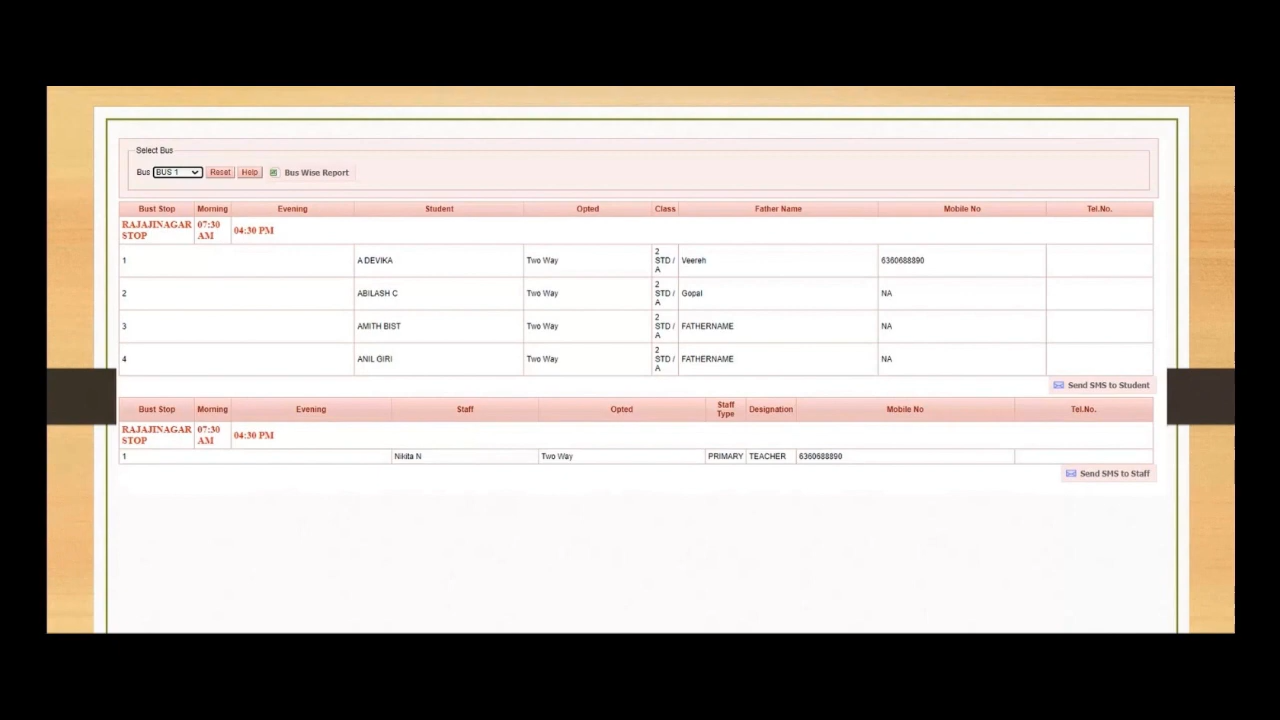 Select Bus
Bus BUS 1 Reset Help Bus Wise Report
Bust Stop Morning Evening Student Opted Class Father Name Mobile No Tel.No.
RAJAJINAGAR STOP 07:30 AM 04:30 PM
1 A DEVIKA Two Way 2 STD / A Veereh 6360688890
2 ABILASH C Two Way 2 STD / A Gopal NA
3 AMITH BIST Two Way 2 STD / A FATHERNAME NA
4 ANIL GIRI Two Way 2 STD / A FATHERNAME NA
Send SMS to Student
Bust Stop Morning Evening Staff Opted Staff Type Designation Mobile No Tel.No.
RAJAJINAGAR STOP 07:30 AM 04:30 PM
1 Nikita N Two Way PRIMARY TEACHER 6360688890
Send SMS to Staff